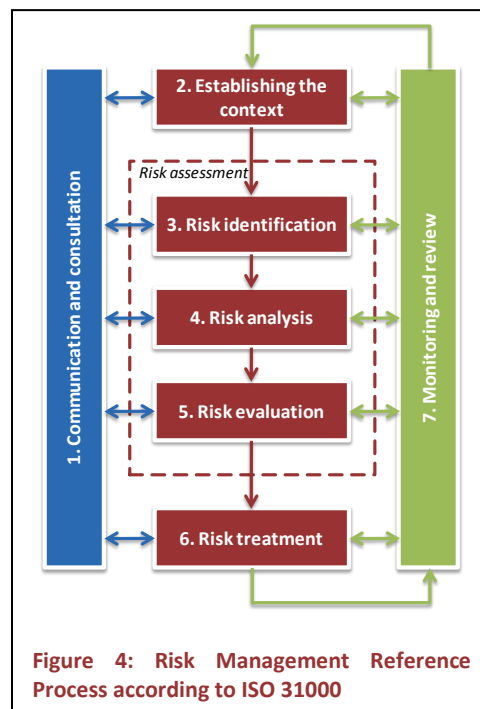 1. Communication and consultation
2. Establishing the
context
Risk assessment
3. Risk identification
4. Risk analysis
5. Risk evaluation
6. Risk treatment
7. Monitoring and review
Figure 4: Risk Management Reference
Process according to ISO 31000